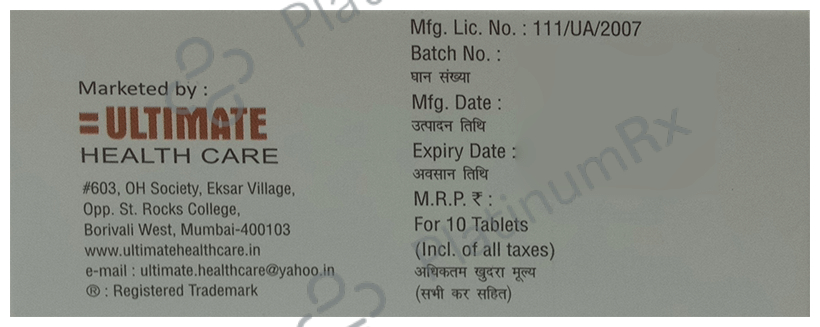 Marketed by :
ULTIMATE
HEALTH CARE
#603, OH Society, Eksar Village,
Opp. St. Rocks College,
Borivali West, Mumbai-400103
www.ultimatehealthcare.in
e-mail : ultimate.healthcare@yahoo.in
® : Registered Trademark
Mfg. Lic. No. : 111/UA/2007
Batch No. :
घान संख्या
Mfg. Date :
उत्पादन तिथि
Expiry Date :
अवसान तिथि
M.R.P. ₹ :
For 10 Tablets
(Incl. of all taxes)
अधिकतम खुदरा मूल्य
(सभी कर सहित)
PlatinumRx